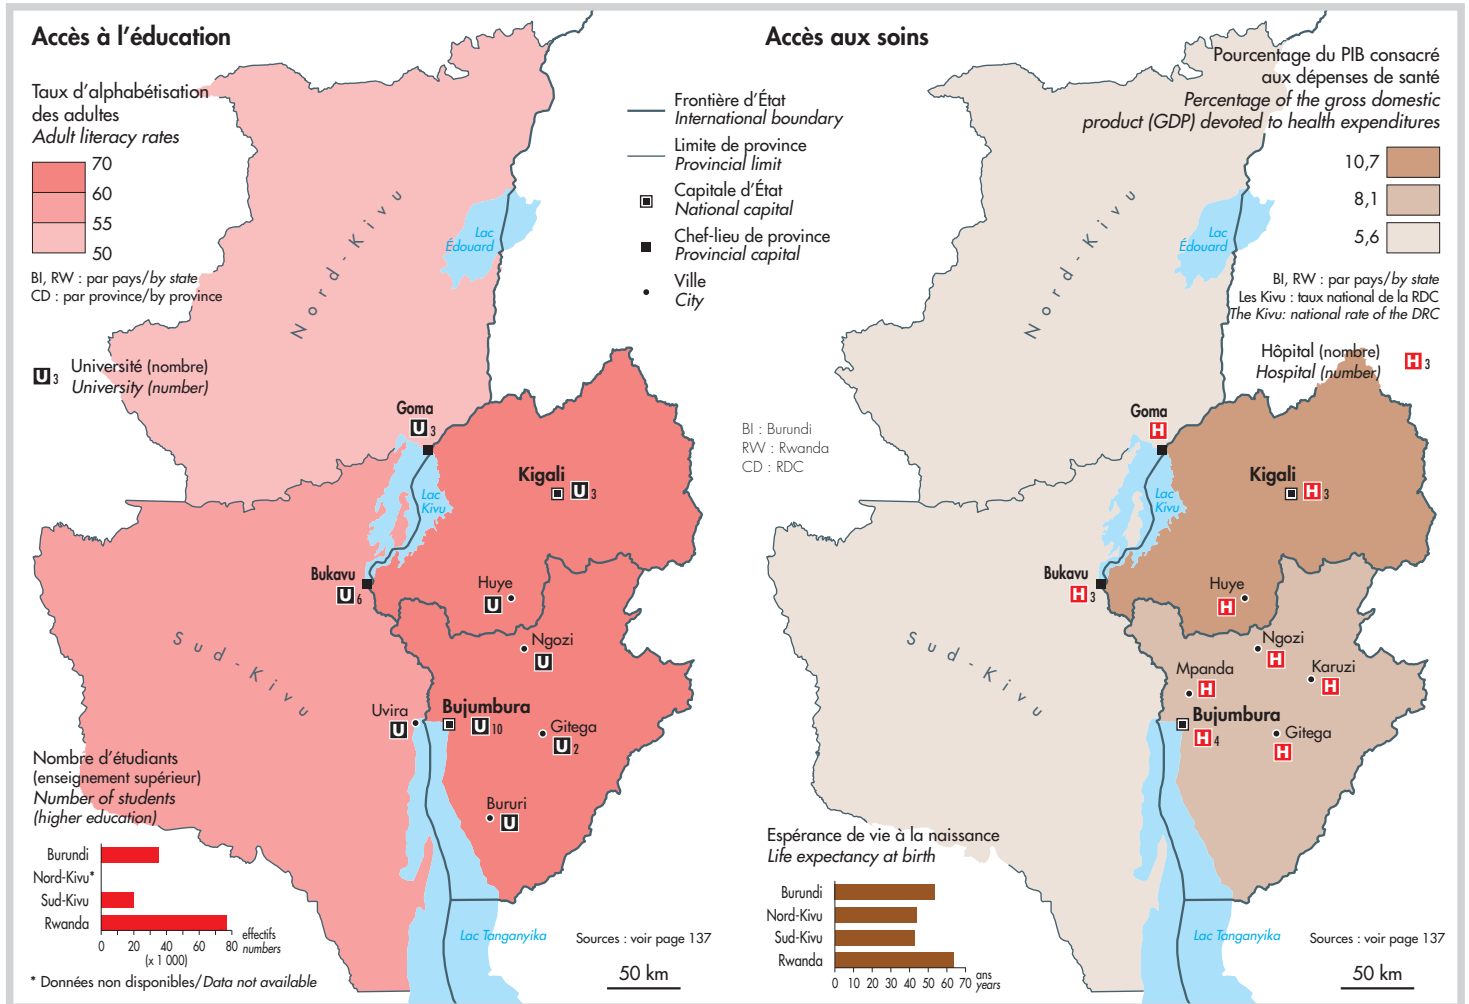 Accès à l'éducation
Taux d'alphabétisation
des adultes
Adult literacy rates
70
60
55
50
BI, RW : par pays/by state
CD : par province/by province
U 3 Université (nombre)
University (number)
Frontière d'État
International boundary
Limite de province
Provincial limit
Capitale d'État
National capital
Chef-lieu de province
Provincial capital
Ville
City
Nord-Kivu
Lac
Édouard
Goma
U 3
Kigali
U 3
Lac
Kivu
Bukavu
U 6
Huye
U
Ngozi
U
Sud-Kivu
Uvira
U
Bujumbura
U 10
Gitega
U 2
Bururi
U
Lac Tanganyika
Nombre d'étudiants
(enseignement supérieur)
Number of students
(higher education)
Burundi
Nord-Kivu*
Sud-Kivu
Rwanda
0 20 40 60 80
(x 1 000)
effectifs
numbers
* Données non disponibles/Data not available
Sources : voir page 137
50 km
Accès aux soins
Pourcentage du PIB consacré
aux dépenses de santé
Percentage of the gross domestic
product (GDP) devoted to health expenditures
10,7
8,1
5,6
BI, RW : par pays/by state
Les Kivu : taux national de la RDC
The Kivu: national rate of the DRC
Hôpital (nombre)
Hospital (number)
H 3
BI : Burundi
RW : Rwanda
CD : RDC
Nord-Kivu
Lac
Édouard
Goma
H
Kigali
H 3
Lac
Kivu
Bukavu
H 3
Huye
H
Ngozi
H
Mpanda
H
Karuzi
H
Sud-Kivu
Bujumbura
H 4
Gitega
H
Lac Tanganyika
Espérance de vie à la naissance
Life expectancy at birth
Burundi
Nord-Kivu
Sud-Kivu
Rwanda
0 10 20 30 40 50 60 70
ans
years
Sources : voir page 137
50 km